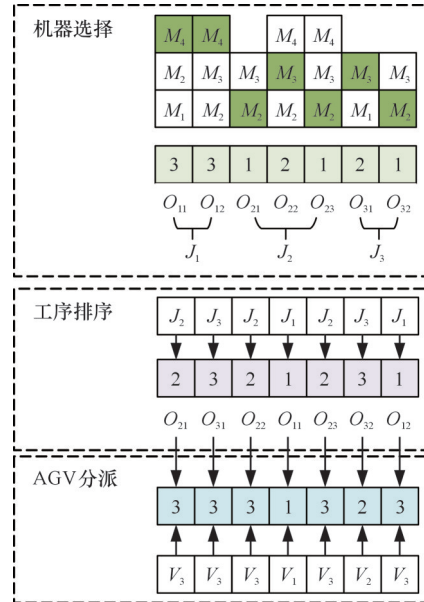 机器选择
M₄ M₄ M₄ M₄
M₂ M₃ M₃ M₃ M₃ M₃ M₃
M₁ M₂ M₂ M₂ M₂ M₁ M₂
3 3 1 2 1 2 1
O₁₁ O₁₂ O₂₁ O₂₂ O₂₃ O₃₁ O₃₂
J₁ J₂ J₃
工序排序
J₂ J₃ J₂ J₁ J₂ J₃ J₁
2 3 2 1 2 3 1
O₂₁ O₃₁ O₂₂ O₁₁ O₂₃ O₃₂ O₁₂
AGV分派
3 3 3 1 3 2 3
V₃ V₃ V₃ V₁ V₃ V₂ V₃